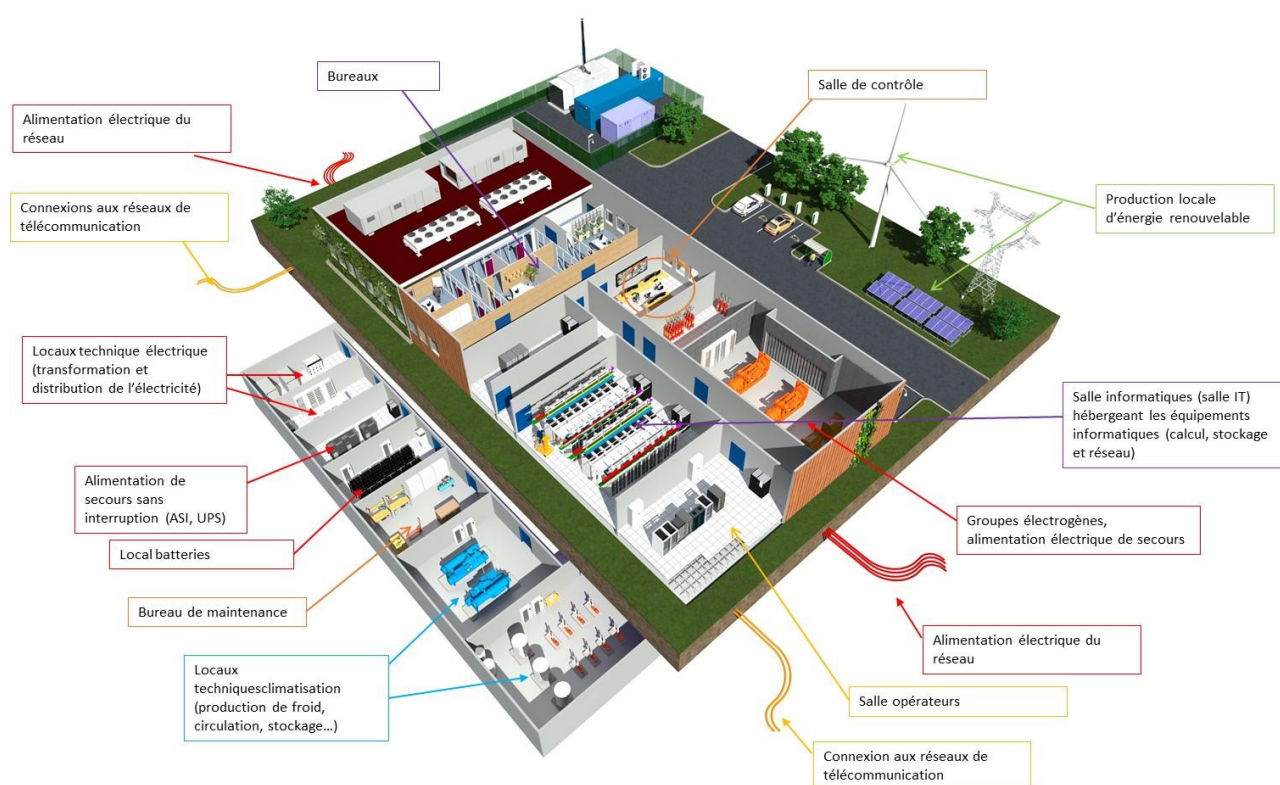 Bureaux
Salle de contrôle
Alimentation électrique du
réseau
Connexions aux réseaux de
télécommunication
Production locale
d'énergie renouvelable
Locaux technique électrique
(transformation et
distribution de l'électricité)
Salle informatiques (salle IT)
hébergeant les équipements
informatiques (calcul, stockage
et réseau)
Alimentation de
secours sans
interruption (ASI, UPS)
Local batteries
Groupes électrogènes,
alimentation électrique de secours
Bureau de maintenance
Alimentation électrique du
réseau
Locaux
techniquesclimatisation
(production de froid,
circulation, stockage…)
Salle opérateurs
Connexion aux réseaux de
télécommunication